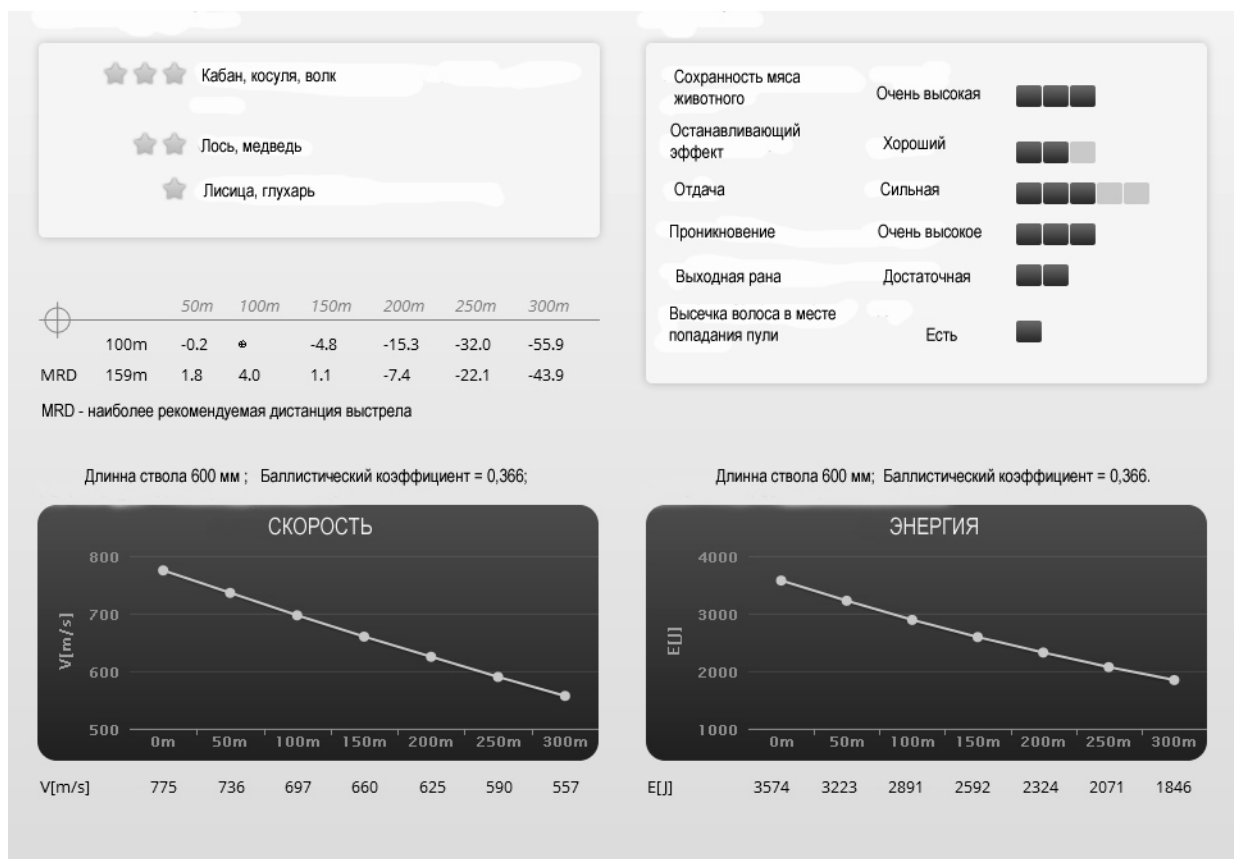 Кабан, косуля, волк
Лось, медведь
Лисица, глухарь
Сохранность мяса
животного
Очень высокая
Останавливающий
эффект
Хороший
Отдача
Сильная
Проникновение
Очень высокое
Выходная рана
Достаточная
Высечка волоса в месте
попадания пули
Есть
50m 100m 150m 200m 250m 300m
100m -0.2 ⊕ -4.8 -15.3 -32.0 -55.9
MRD 159m 1.8 4.0 1.1 -7.4 -22.1 -43.9
MRD - наиболее рекомендуемая дистанция выстрела
Длинна ствола 600 мм ; Баллистический коэффициент = 0,366;
СКОРОСТЬ
800
700
600
500
V[m/s]
0m 50m 100m 150m 200m 250m 300m
V[m/s] 775 736 697 660 625 590 557
Длинна ствола 600 мм; Баллистический коэффициент = 0,366.
ЭНЕРГИЯ
4000
3000
2000
1000
E[J]
0m 50m 100m 150m 200m 250m 300m
E[J] 3574 3223 2891 2592 2324 2071 1846